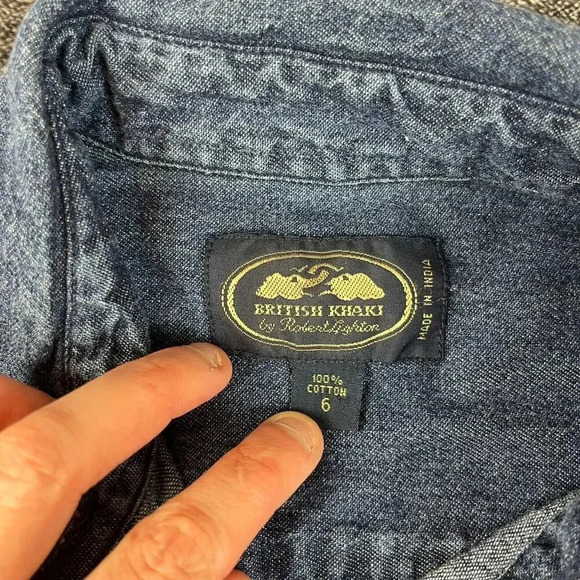 BRITISH KHAKI
by Robert Lighton
MADE IN INDIA
100%
COTTON
6